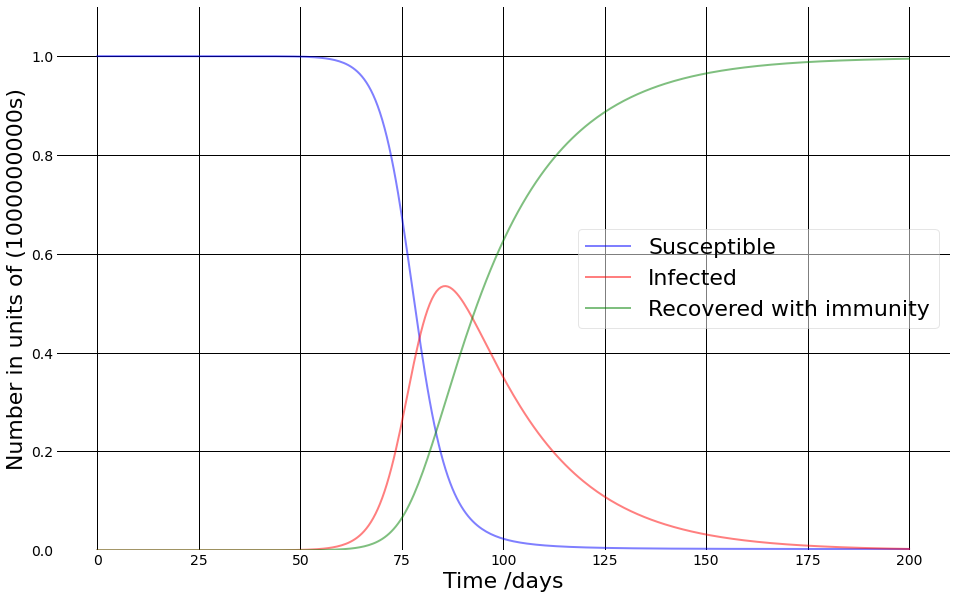 1.0
0.8
0.6
0.4
0.2
0.0
Number in units of (1000000000s)
Susceptible
Infected
Recovered with immunity
0 25 50 75 100 125 150 175 200
Time /days